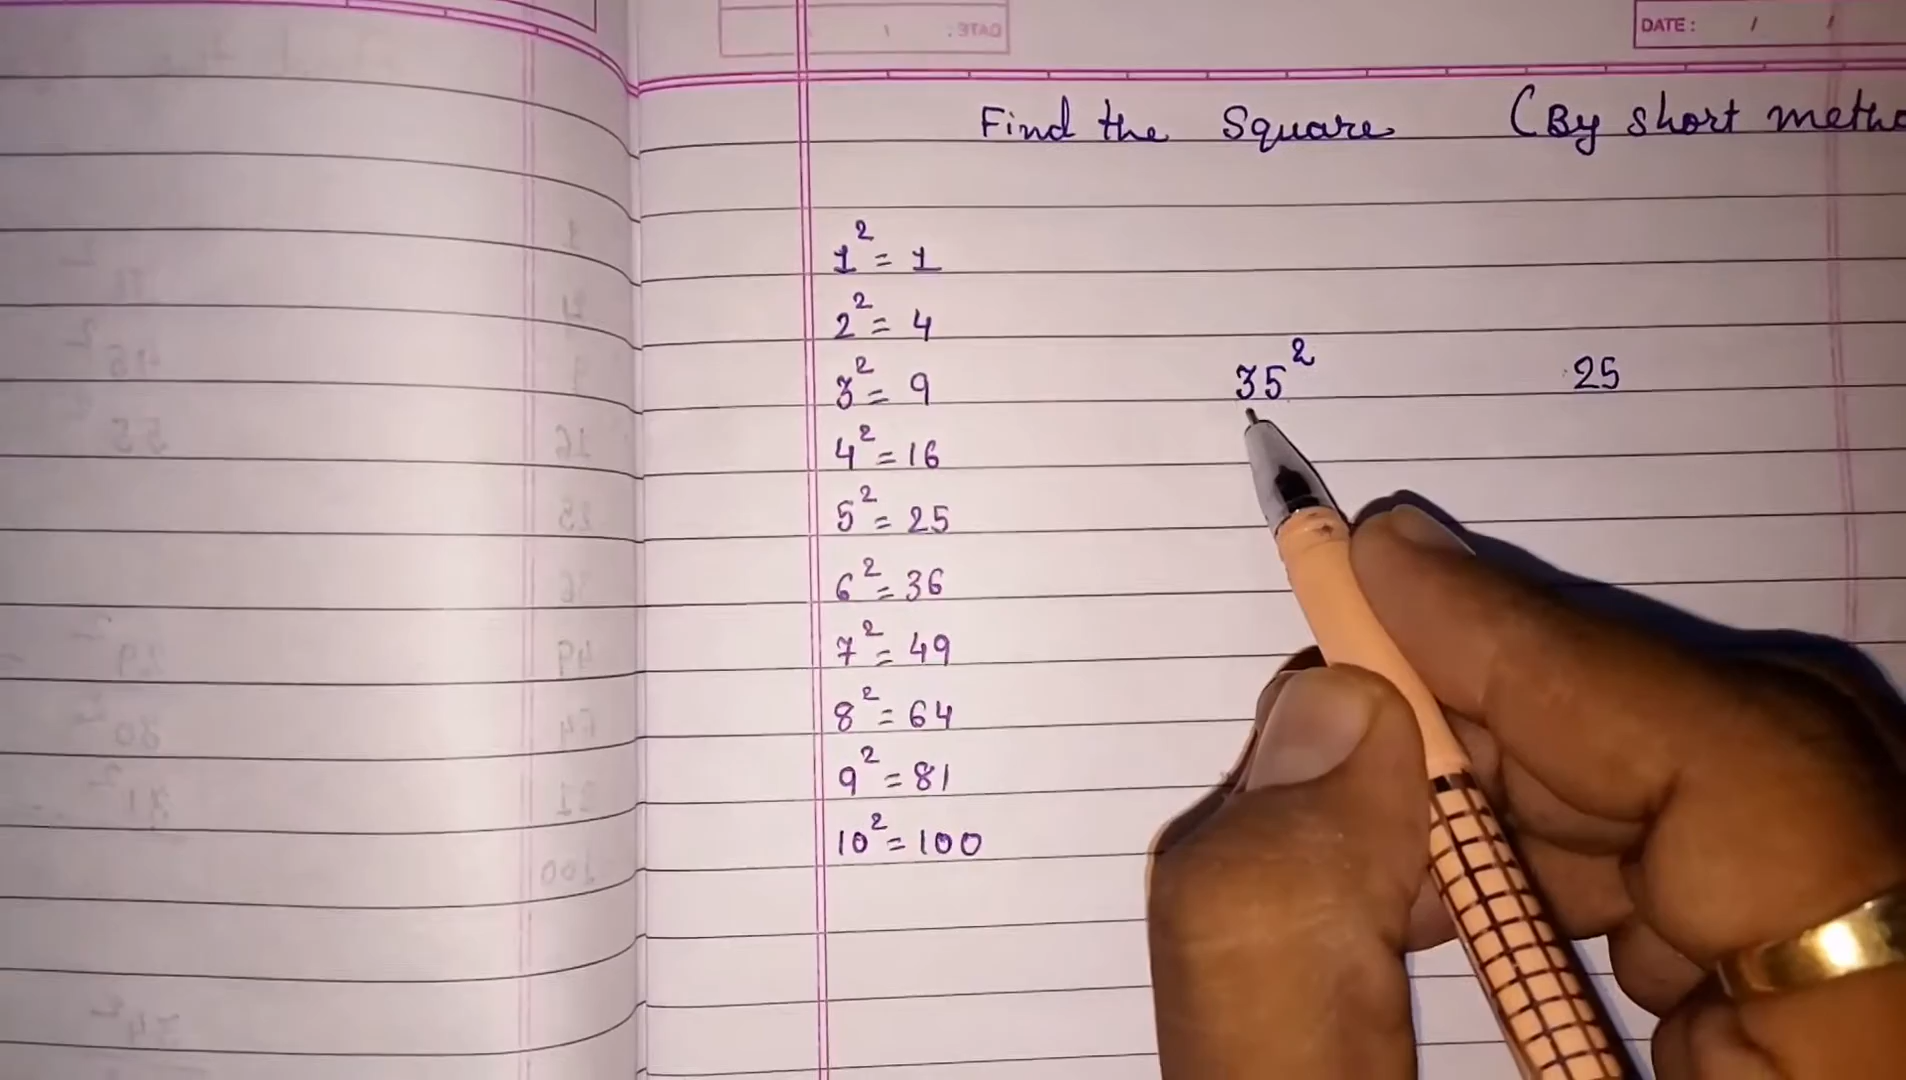 DATE: / /
Find the Square (By short metho
1² = 1
2² = 4
3² = 9
35² 25
4² = 16
5² = 25
6² = 36
7² = 49
8² = 64
9² = 81
10² = 100